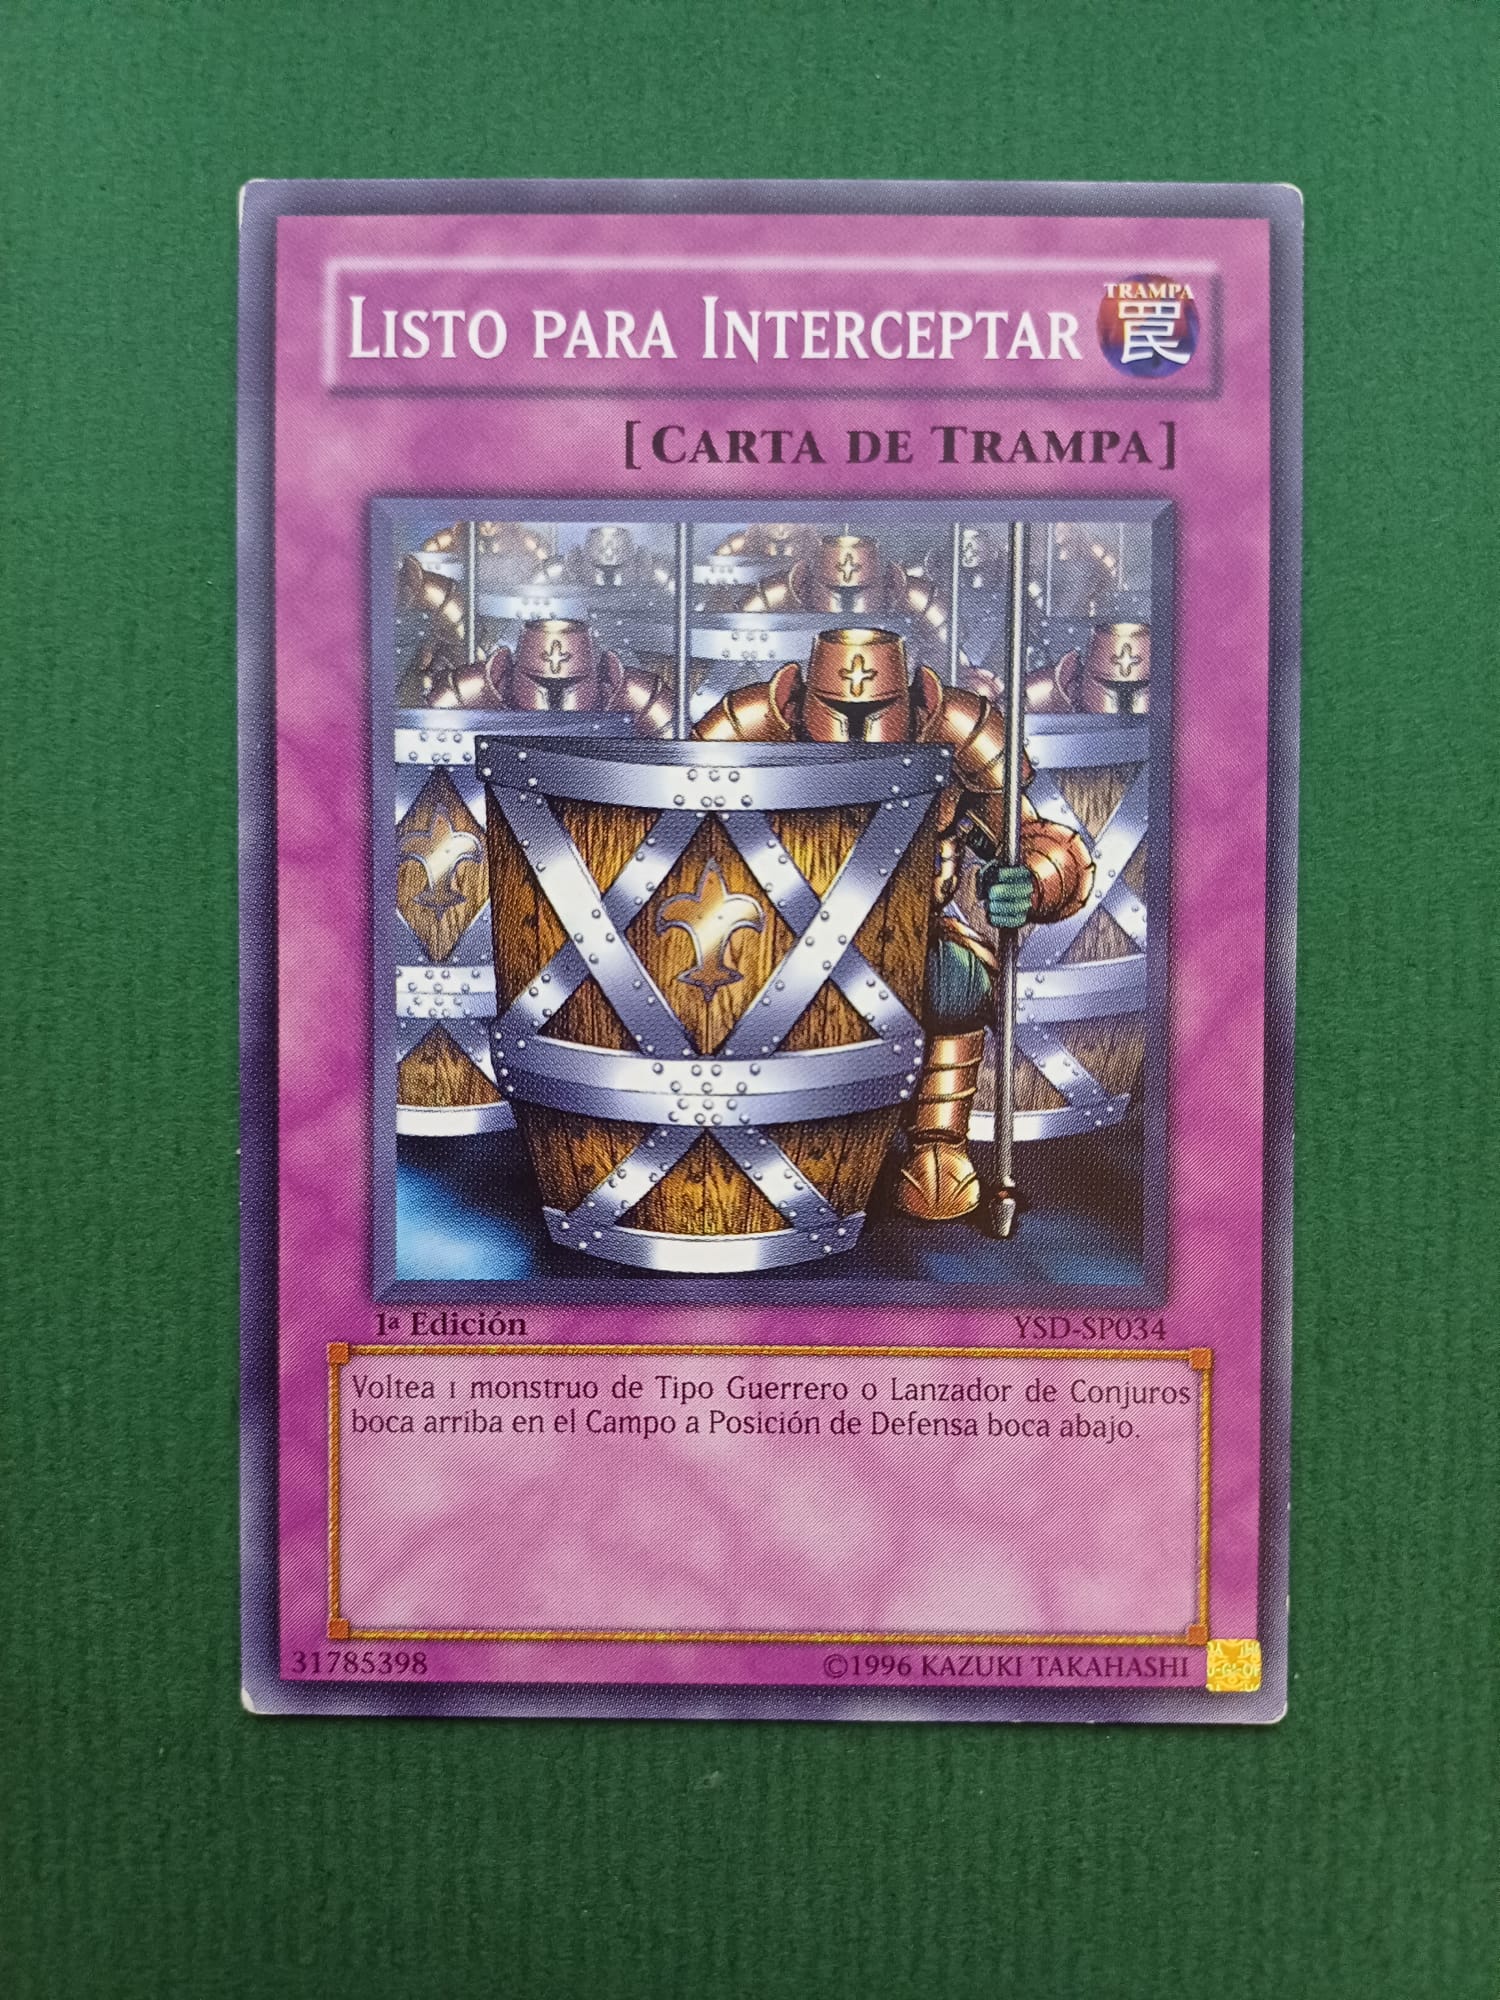 LISTO PARA INTERCEPTAR
TRAMPA
罠
[CARTA DE TRAMPA]
1ª Edición
YSD-SP034
Voltea 1 monstruo de Tipo Guerrero o Lanzador de Conjuros
boca arriba en el Campo a Posición de Defensa boca abajo.
31785398
©1996 KAZUKI TAKAHASHI